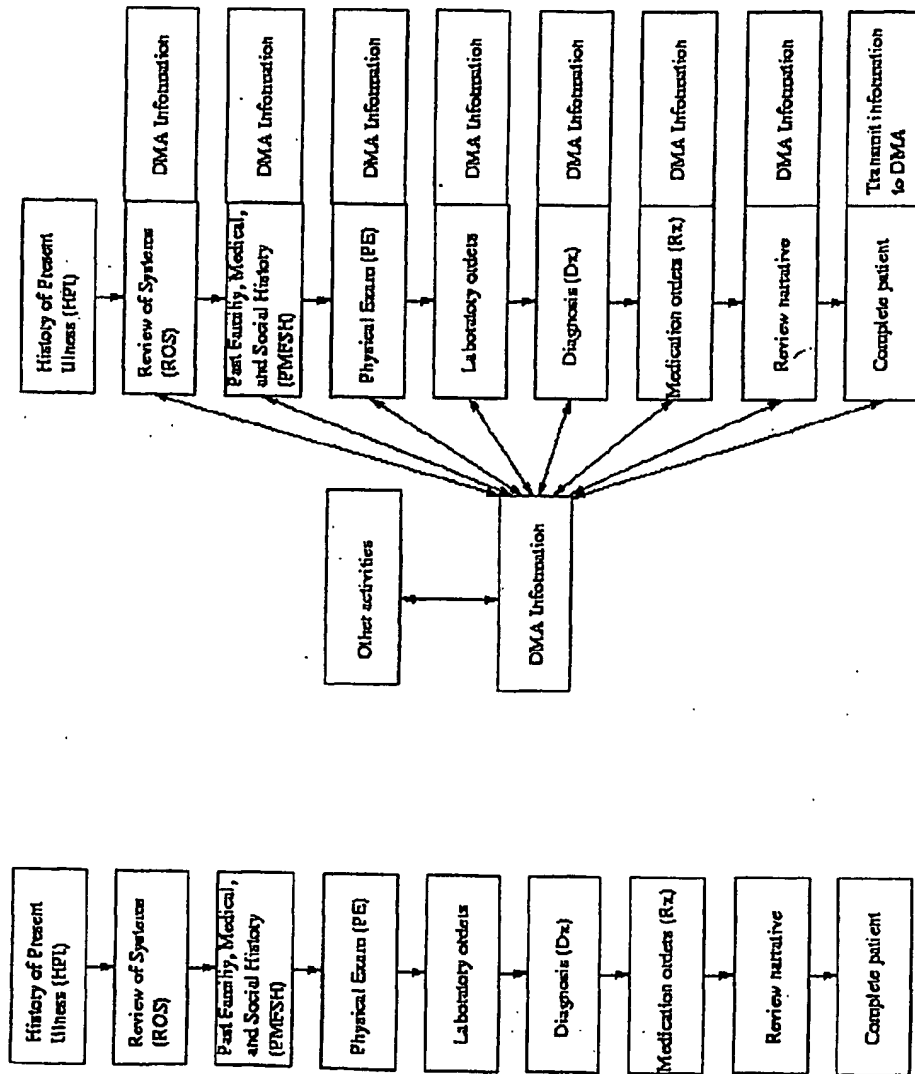 History of Present
Illness (HPI)
Review of Systems
(ROS)
Past Family, Medical,
and Social History
(PMFSH)
Physical Exam (PE)
Laboratory orders
Diagnosis (Dx)
Medication orders (Rx)
Review narrative
Complete patient
Other activities
DMA Information
History of Present
Illness (HPI)
Review of Systems
(ROS)
DMA Information
Past Family, Medical,
and Social History
(PMFSH)
DMA Information
Physical Exam (PE)
DMA Information
Laboratory orders
DMA Information
Diagnosis (Dx)
DMA Information
Medication orders (Rx)
DMA Information
Review narrative
DMA Information
Complete patient
Transmit information
to DMA